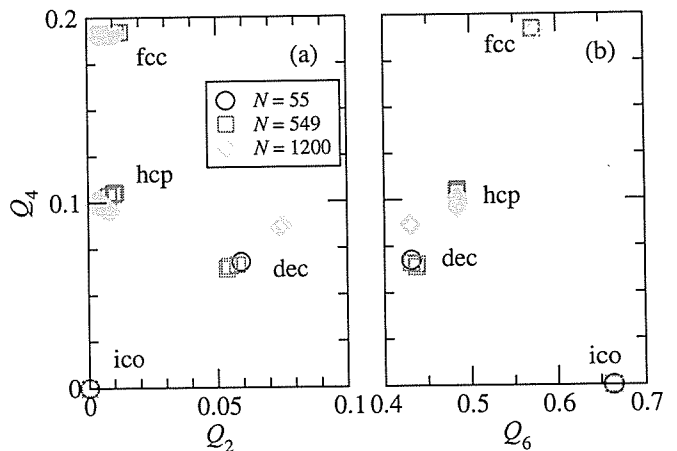 0.2
fcc
(a)
fcc
(b)
N = 55
N = 549
N = 1200
hcp
hcp
Q4
0.1
dec
dec
ico
ico
0
0
0.05
0.1
0.4
0.5
0.6
0.7
Q2
Q6